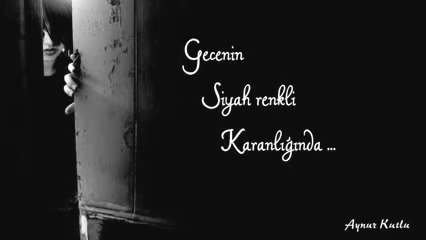 Gecenin
Siyah renkli
Karanlığında ...
Aynur Kutlu